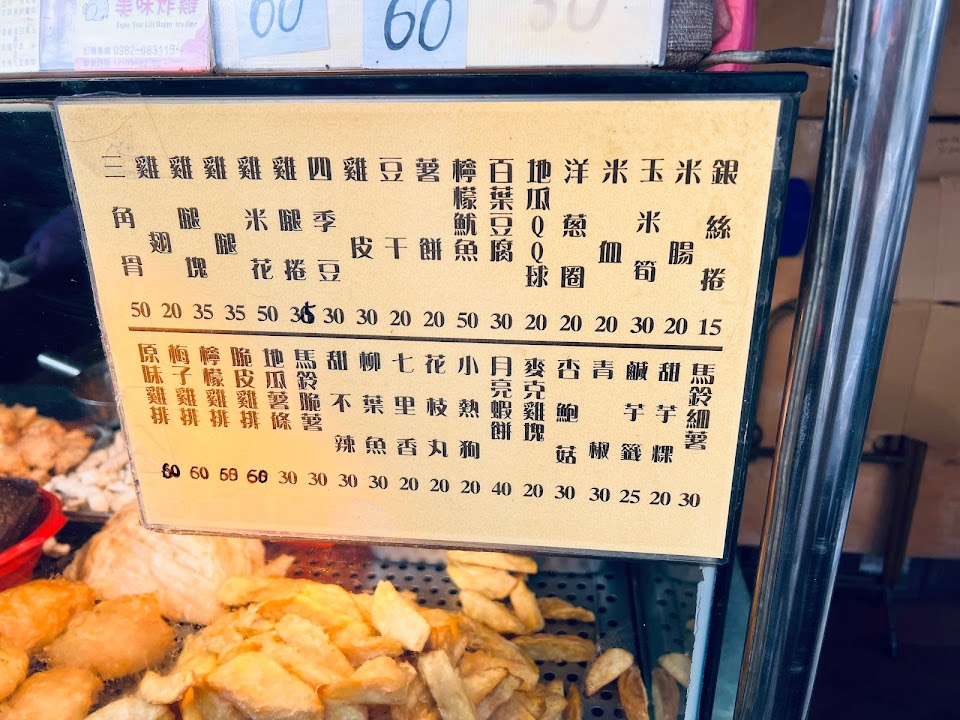 美味炸雞
Enjoy Your Life Happy tea time
60
60
三角骨
雞翅
雞腿塊
雞腿
雞米花
雞腿捲
四季豆
雞皮
豆干
薯餅
檸檬魷魚
百葉豆腐
地瓜QQ球
洋蔥圈
米血
玉米筍
米腸
銀絲捲
50 20 35 35 50 35 30 30 20 20 50 30 20 20 20 30 20 15
原味雞排
梅子雞排
檸檬雞排
脆皮雞排
地瓜薯條
馬鈴脆薯
甜不辣
柳葉魚
七里香
花枝丸
小熱狗
月亮蝦餅
麥克雞塊
杏鮑菇
青椒
鹹芋籤
甜芋粿
馬鈴細薯
60 60 60 60 30 30 30 30 20 20 20 40 20 30 30 25 20 30